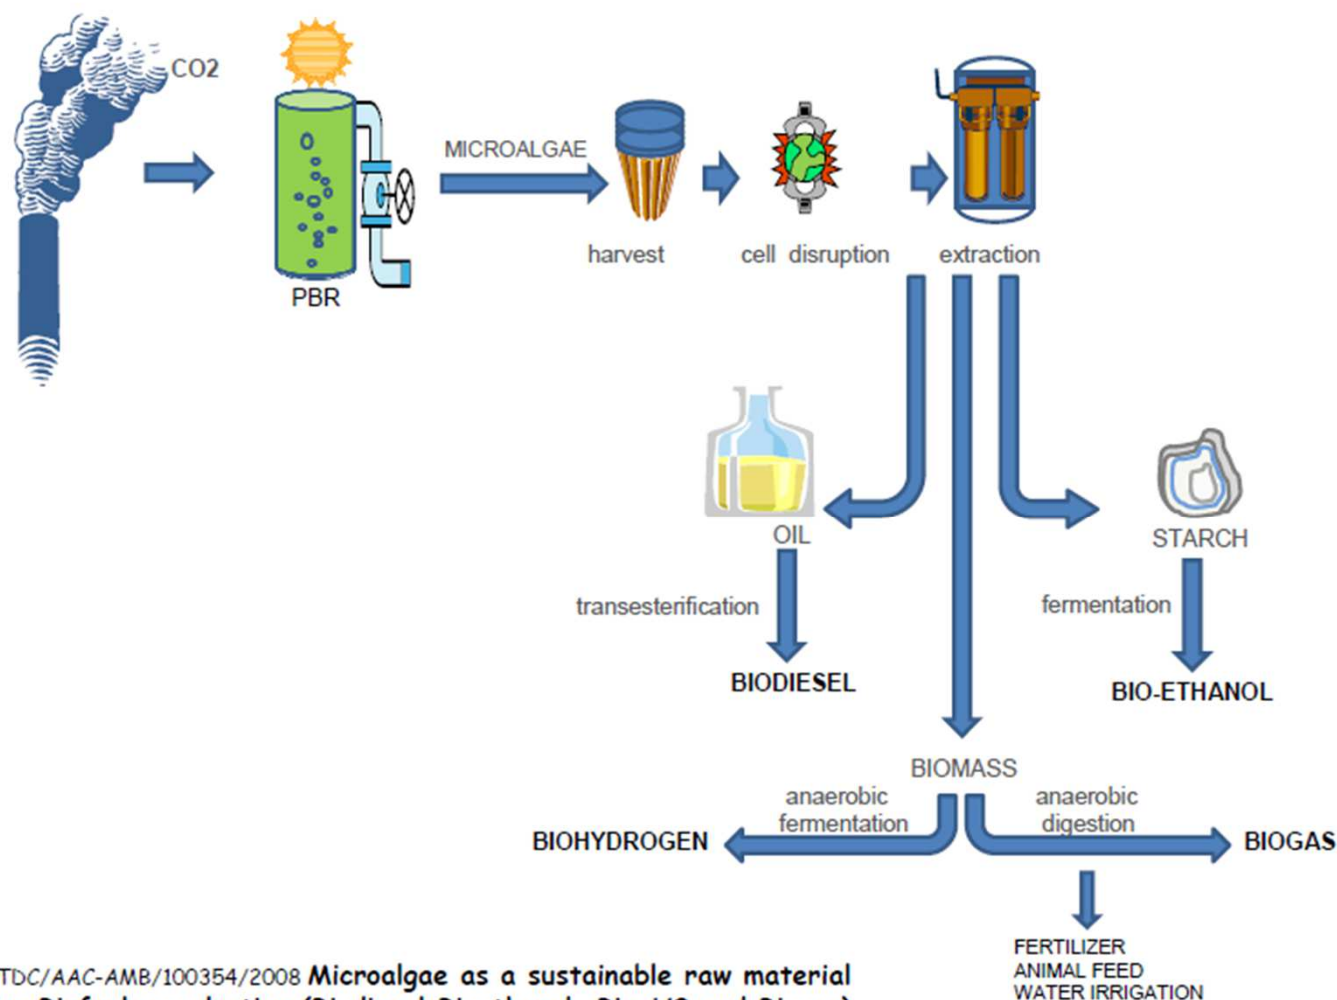 CO2
MICROALGAE
PBR
harvest
cell disruption
extraction
OIL
STARCH
transesterification
fermentation
BIODIESEL
BIO-ETHANOL
BIOMASS
anaerobic
fermentation
anaerobic
digestion
BIOHYDROGEN
BIOGAS
FERTILIZER
ANIMAL FEED
WATER IRRIGATION
TDC/AAC-AMB/100354/2008 Microalgae as a sustainable raw material